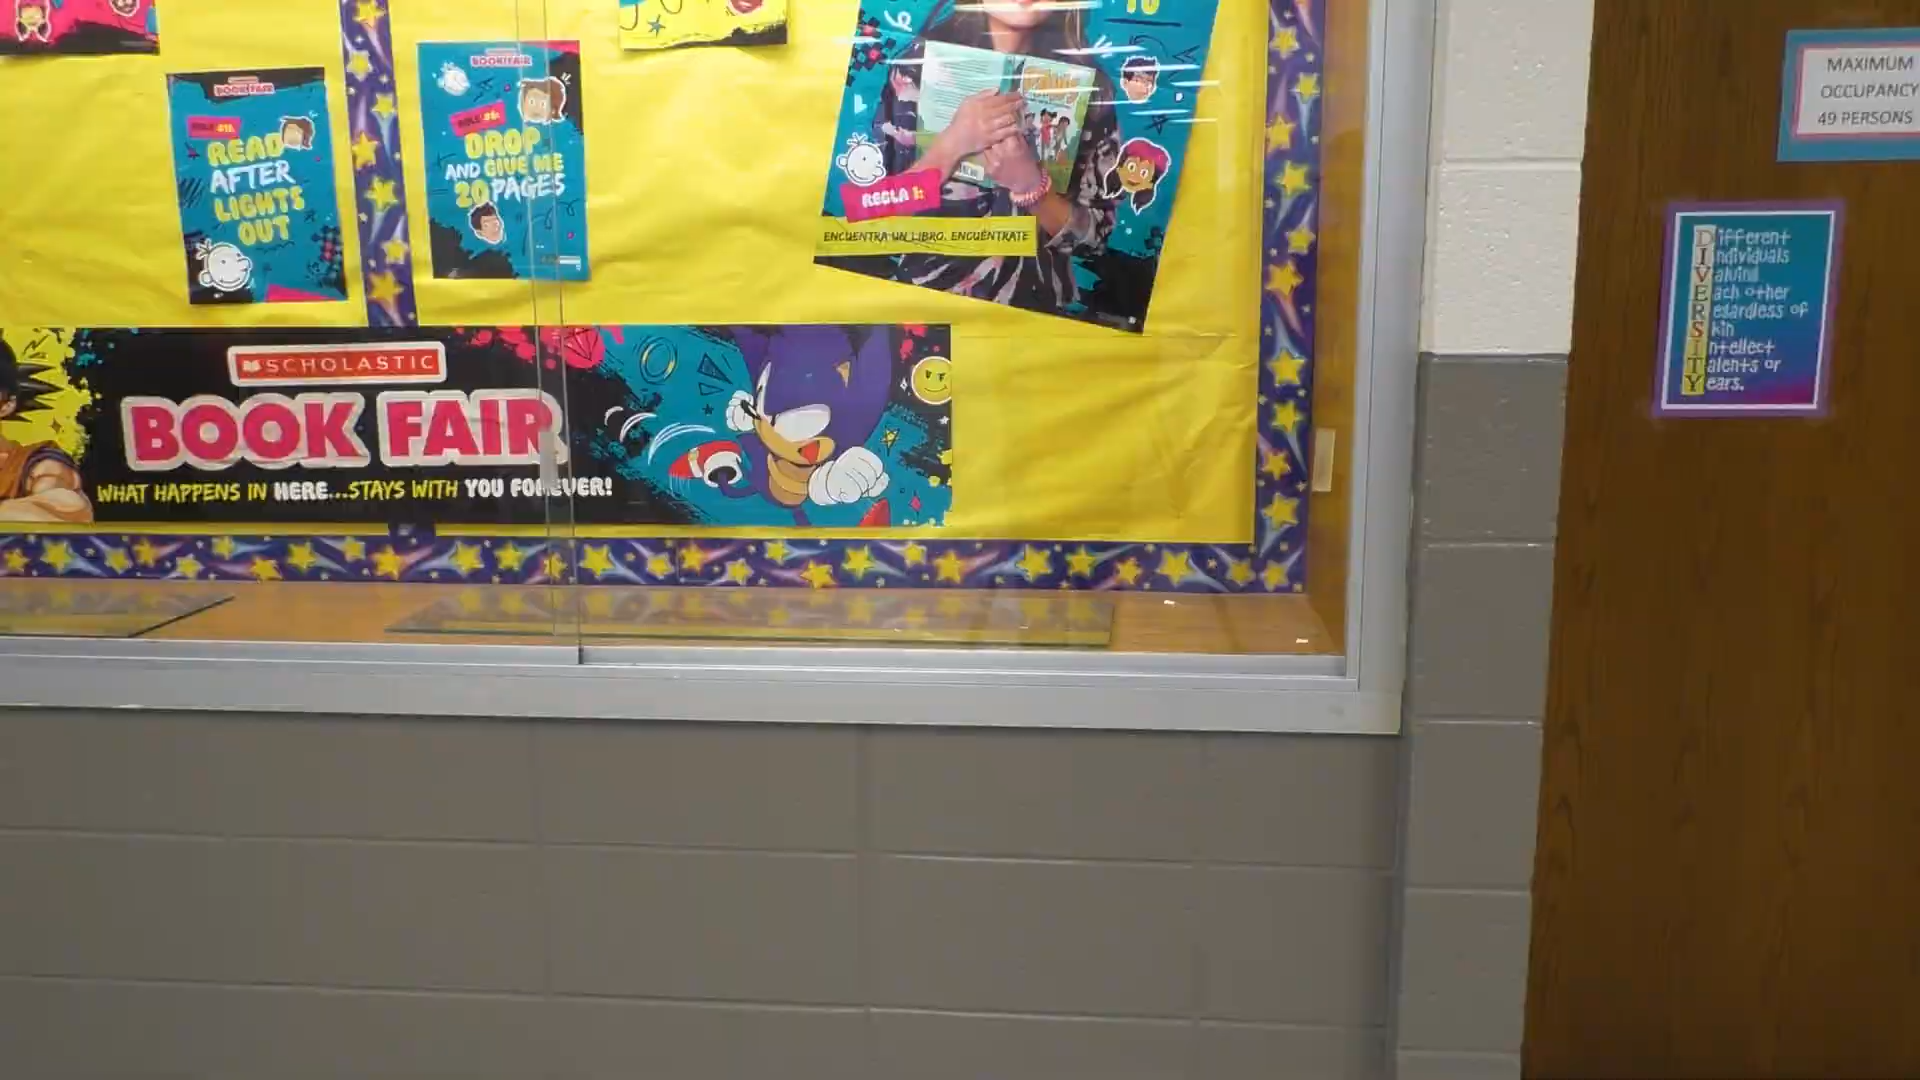 BOOK FAIR
READ
AFTER
LIGHTS
OUT
BOOK FAIR
DROP
AND GIVE ME
20 PAGES
REGLA 1:
ENCUENTRA UN LIBRO. ENCUÉNTRATE
SCHOLASTIC
BOOK FAIR
WHAT HAPPENS IN HERE...STAYS WITH YOU FOREVER!
MAXIMUM
OCCUPANCY
49 PERSONS
Different
Individuals
Valuing
Each other
Regardless of
Skin
Intellect
Talents or
Years.